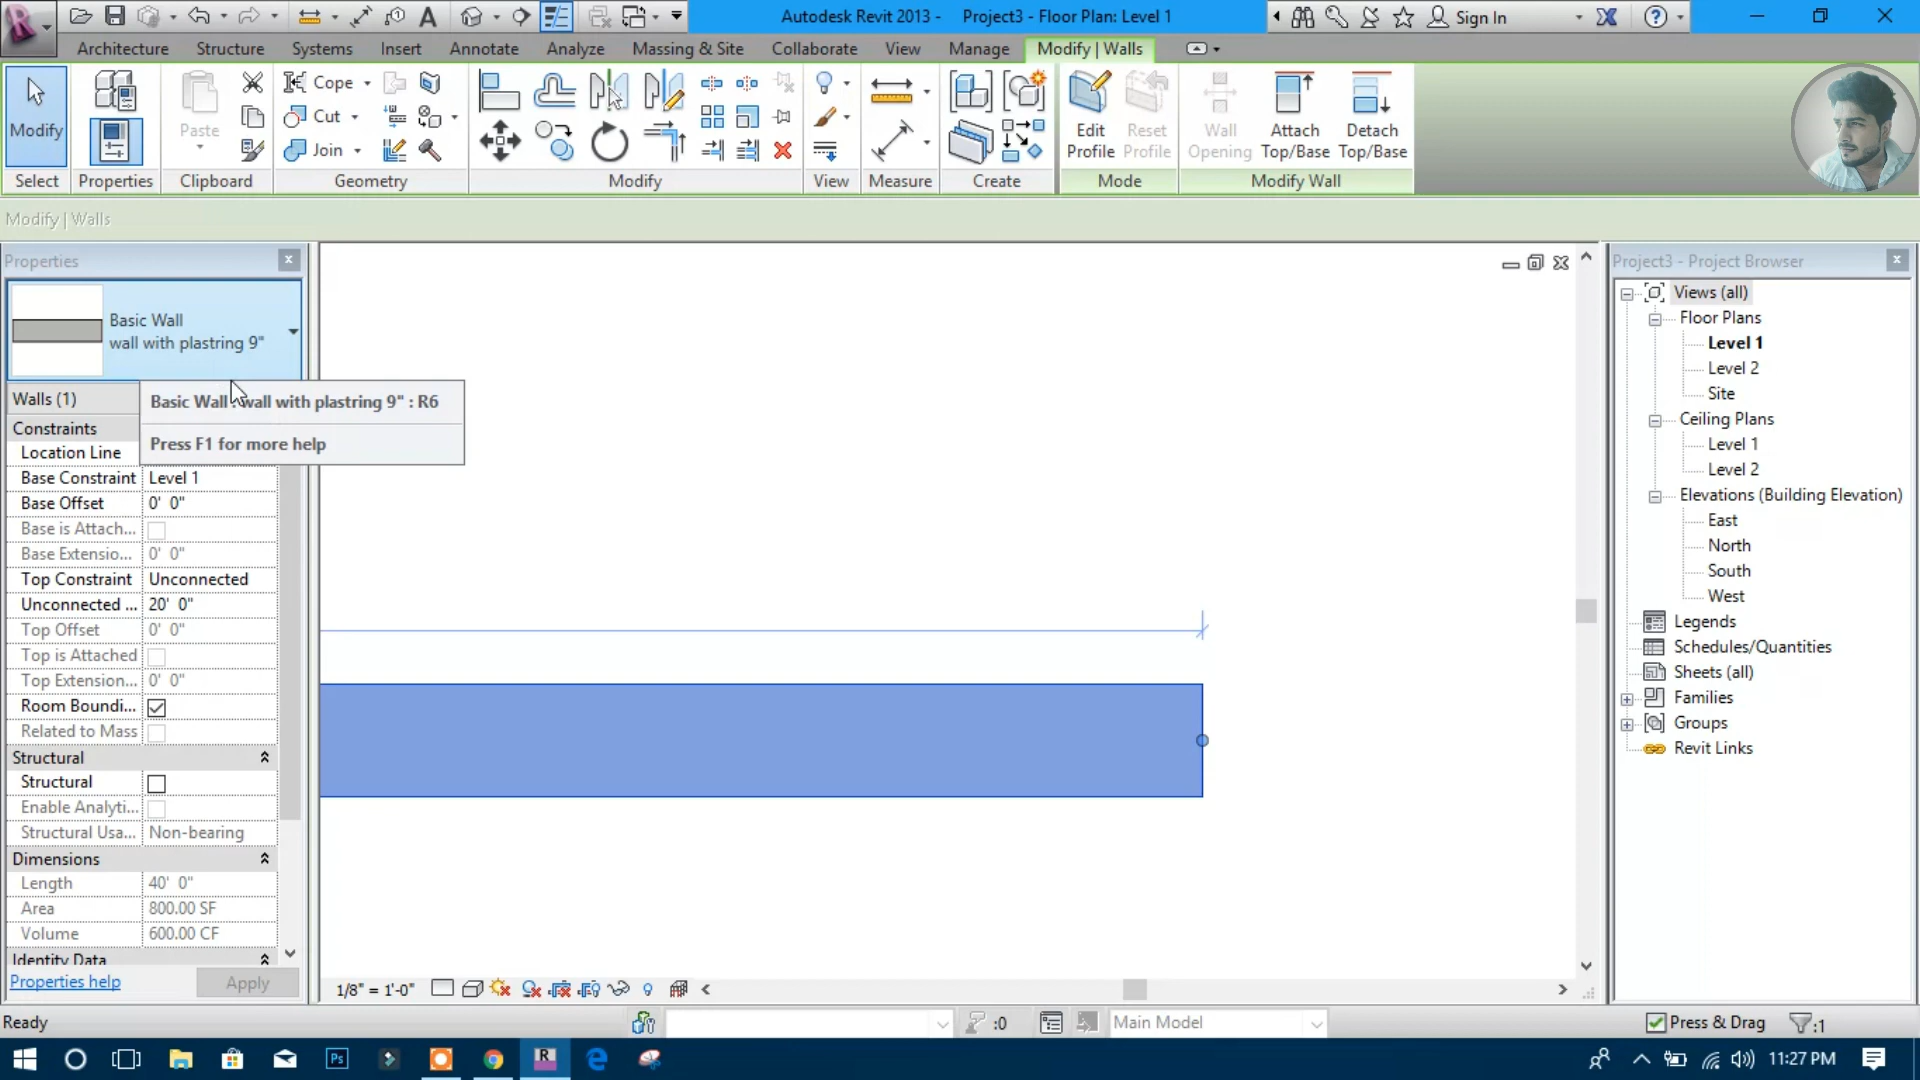 Autodesk Revit 2013 - Project3 - Floor Plan: Level 1
Sign In
Architecture Structure Systems Insert Annotate Analyze Massing & Site Collaborate View Manage Modify | Walls
Modify
Paste
Cope
Cut
Join
Edit Profile
Reset Profile
Wall Opening
Attach Top/Base
Detach Top/Base
Select Properties Clipboard Geometry Modify View Measure Create Mode Modify Wall
Modify | Walls
Properties
Basic Wall
wall with plastring 9"
Basic Wall : wall with plastring 9" : R6
Press F1 for more help
Walls (1)
Constraints
Location Line
Base Constraint Level 1
Base Offset 0' 0"
Base is Attach...
Base Extensio... 0' 0"
Top Constraint Unconnected
Unconnected ... 20' 0"
Top Offset 0' 0"
Top is Attached
Top Extension... 0' 0"
Room Boundi...
Related to Mass
Structural
Structural
Enable Analyti...
Structural Usa... Non-bearing
Dimensions
Length 40' 0"
Area 800.00 SF
Volume 600.00 CF
Identity Data
Properties help Apply
1/8" = 1'-0"
Project3 - Project Browser
Views (all)
Floor Plans
Level 1
Level 2
Site
Ceiling Plans
Level 1
Level 2
Elevations (Building Elevation)
East
North
South
West
Legends
Schedules/Quantities
Sheets (all)
Families
Groups
Revit Links
Ready
:0
Main Model
Press & Drag
:1
Ps
R
11:27 PM